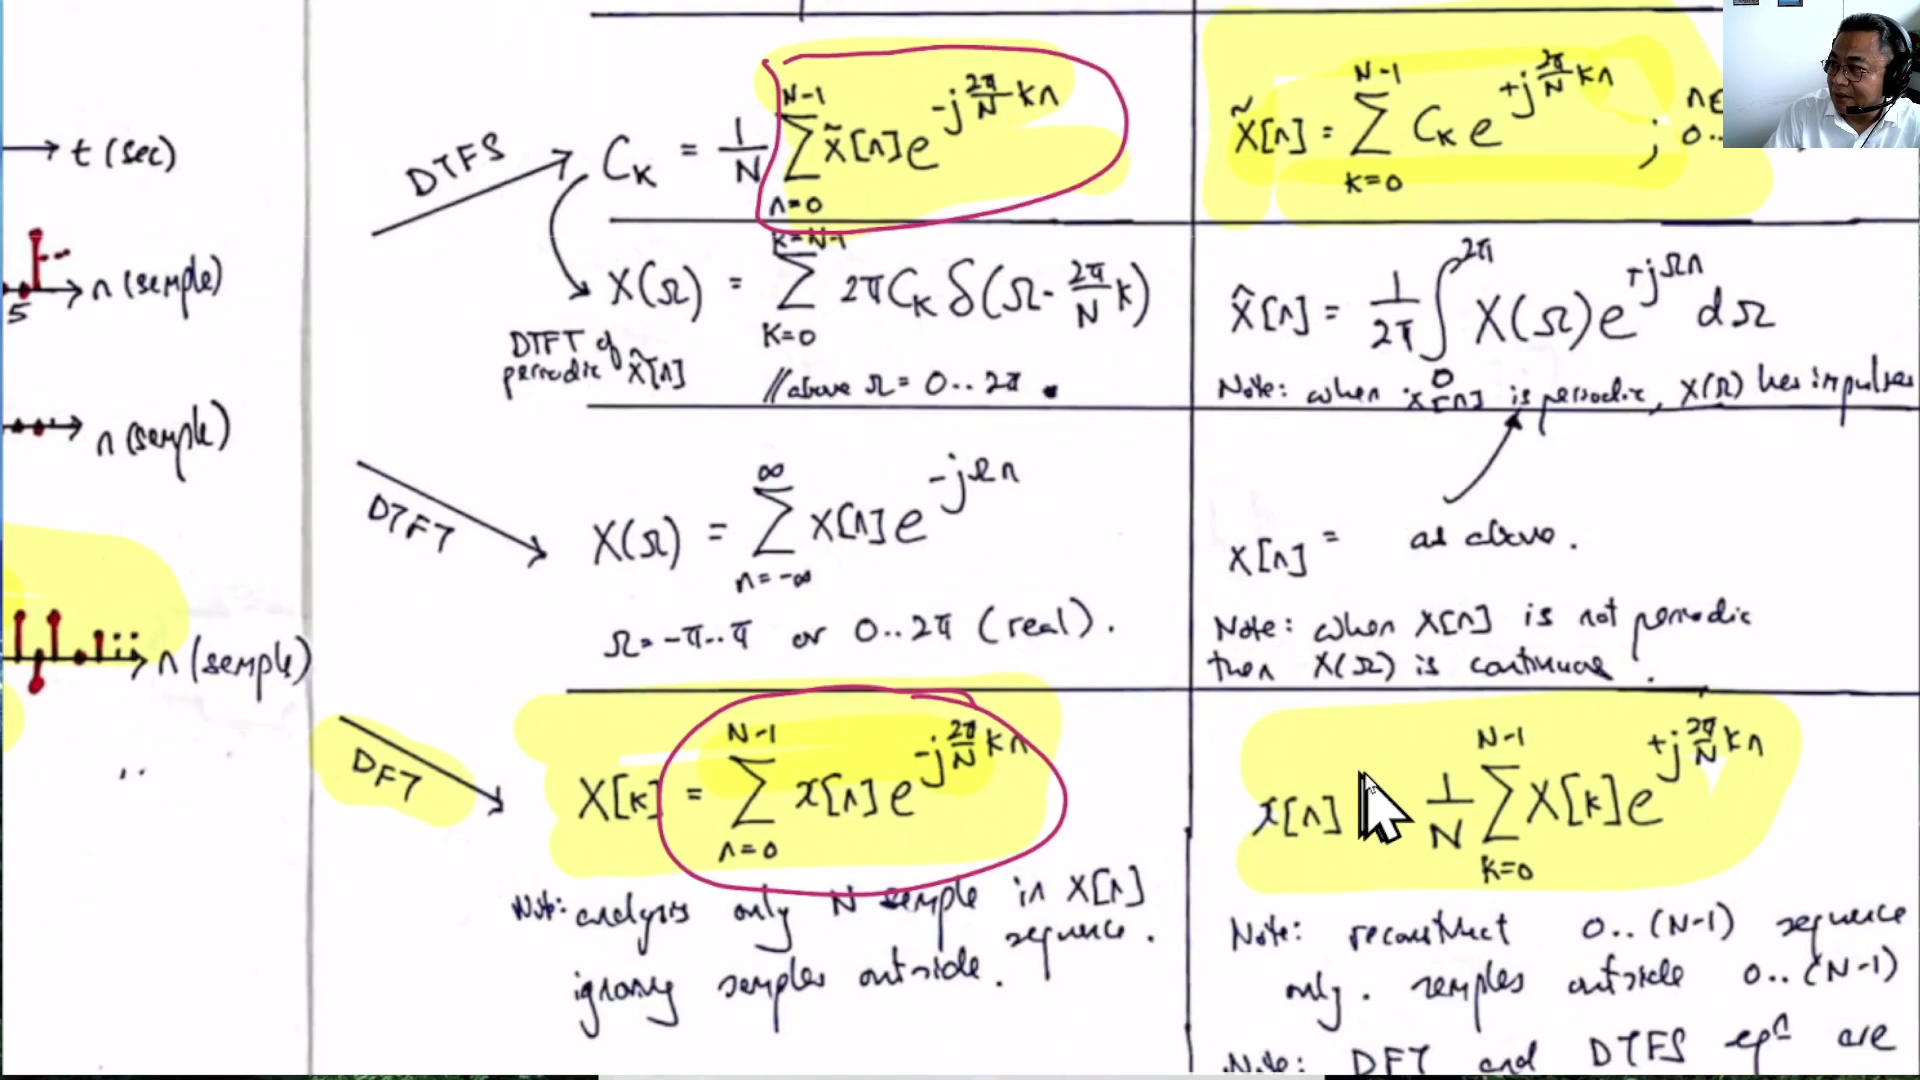 t (sec)
DTFS
C_K = 1/N Σ_{n=0}^{N-1} x̃[n] e^{-j 2π/N kn}
x̃[n] = Σ_{k=0}^{N-1} C_K e^{+j 2π/N kn} ; n∈
0..
5
n (sample)
X(Ω) = Σ_{K=0}^{k=N-1} 2π C_K δ(Ω - 2π/N k)
DTFT of
periodic x̃[n]
//above Ω = 0..2π
x̃[n] = 1/2π ∫_0^{2π} X(Ω) e^{+jΩn} dΩ
Note: when x̃[n] is periodic, X(Ω) has impulses
n (sample)
DTFT
X(Ω) = Σ_{n=-∞}^{∞} x[n] e^{-jΩn}
Ω = -π..π or 0..2π (real).
x[n] = as above.
Note: when x[n] is not periodic
then X(Ω) is continuous.
n (sample)
DFT
X[k] = Σ_{n=0}^{N-1} x[n] e^{-j 2π/N kn}
Note: analysis only N sample in x[n]
sequence.
ignoring samples outside.
x[n] 1/N Σ_{k=0}^{N-1} X[k] e^{+j 2π/N kn}
Note: reconstruct 0..(N-1) sequence
only. samples outside 0..(N-1)
Note: DFT and DTFS eqⁿ are